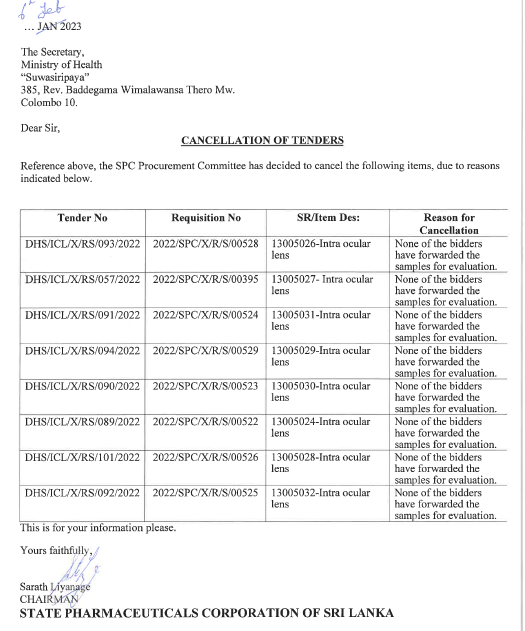 6th Feb
... JAN 2023
The Secretary,
Ministry of Health
“Suwasiripaya”
385, Rev. Baddegama Wimalawansa Thero Mw.
Colombo 10.
Dear Sir,
CANCELLATION OF TENDERS
Reference above, the SPC Procurement Committee has decided to cancel the following items, due to reasons
indicated below.
Tender No Requisition No SR/Item Des: Reason for
Cancellation
DHS/ICL/X/RS/093/2022 2022/SPC/X/R/S/00528 13005026-Intra ocular None of the bidders
lens have forwarded the
samples for evaluation.
DHS/ICL/X/RS/057/2022 2022/SPC/X/R/S/00395 13005027- Intra ocular None of the bidders
lens have forwarded the
samples for evaluation.
DHS/ICL/X/RS/091/2022 2022/SPC/X/R/S/00524 13005031-Intra ocular None of the bidders
lens have forwarded the
samples for evaluation.
DHS/ICL/X/RS/094/2022 2022/SPC/X/R/S/00529 13005029-Intra ocular None of the bidders
lens have forwarded the
samples for evaluation.
DHS/ICL/X/RS/090/2022 2022/SPC/X/R/S/00523 13005030-Intra ocular None of the bidders
lens have forwarded the
samples for evaluation.
DHS/ICL/X/RS/089/2022 2022/SPC/X/R/S/00522 13005024-Intra ocular None of the bidders
lens have forwarded the
samples for evaluation.
DHS/ICL/X/RS/101/2022 2022/SPC/X/R/S/00526 13005028-Intra ocular None of the bidders
lens have forwarded the
samples for evaluation.
DHS/ICL/X/RS/092/2022 2022/SPC/X/R/S/00525 13005032-Intra ocular None of the bidders
lens have forwarded the
samples for evaluation.
This is for your information please.
Yours faithfully,
Sarath Liyanage
CHAIRMAN
STATE PHARMACEUTICALS CORPORATION OF SRI LANKA